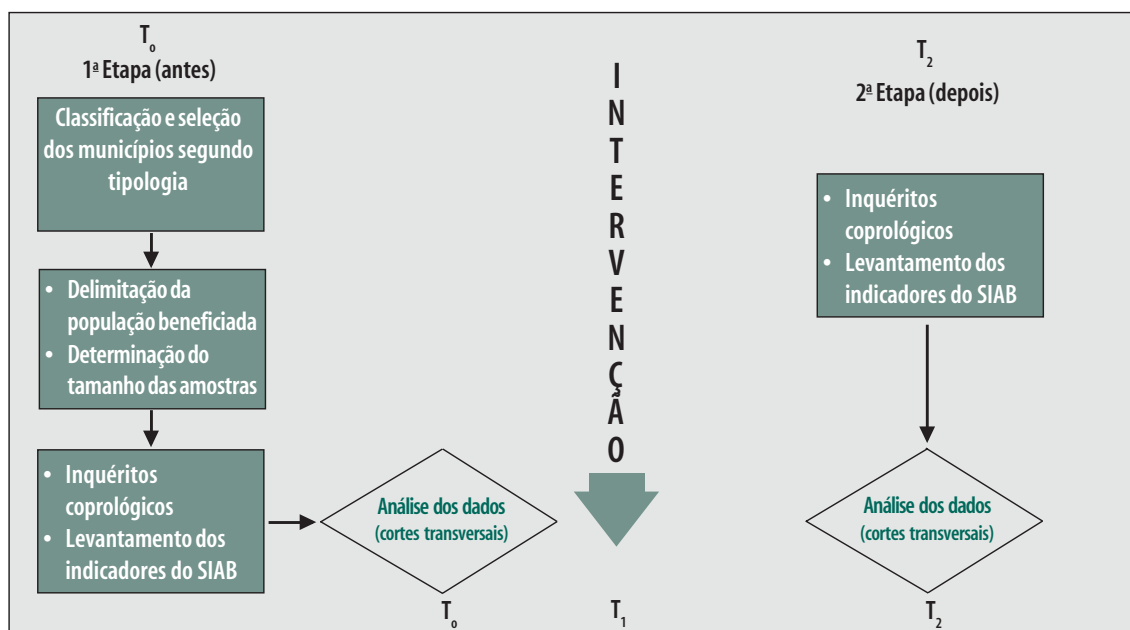 T₀
1ª Etapa (antes)
Classificação e seleção
dos municípios segundo
tipologia
• Delimitação da
população beneficiada
• Determinação do
tamanho das amostras
• Inquéritos
coprológicos
• Levantamento dos
indicadores do SIAB
Análise dos dados
(cortes transversais)
T₀
I
N
T
E
R
V
E
N
Ç
Ã
O
T₁
T₂
2ª Etapa (depois)
• Inquéritos
coprológicos
• Levantamento dos
indicadores do SIAB
Análise dos dados
(cortes transversais)
T₂